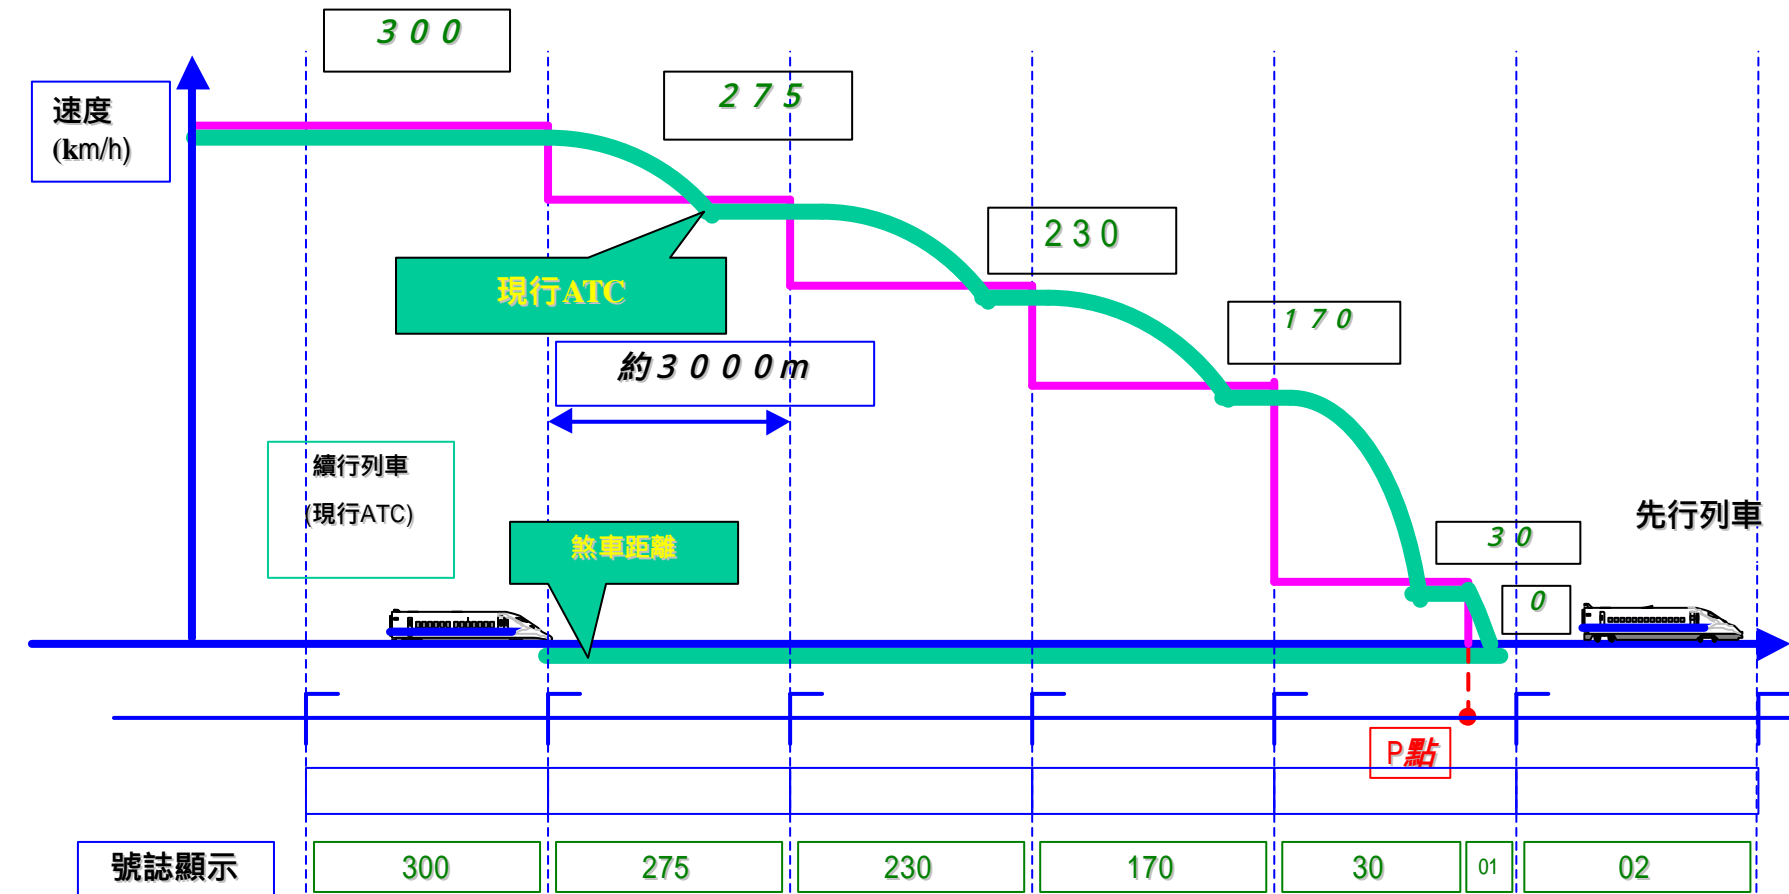 ３００
２７５
速度
(km/h)
２３０
現行ATC
１７０
約３０００m
續行列車
(現行ATC)
先行列車
３０
煞車距離
０
P點
號誌顯示
300
275
230
170
30
01
02